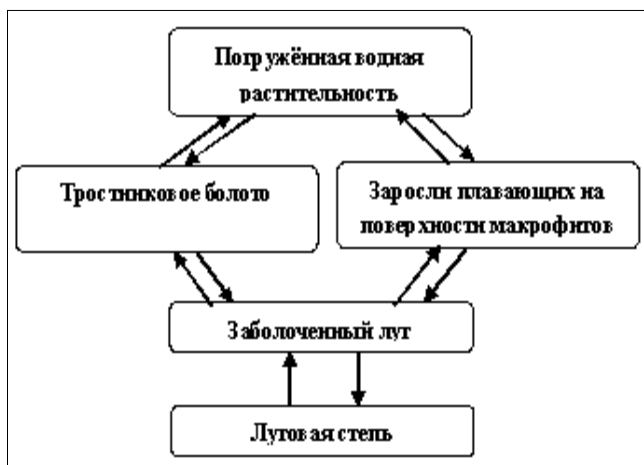 Погружённая водная
растительность
Тростниковое болото
Заросли плавающих на
поверхности макрофитов
Заболоченный луг
Луговая степь